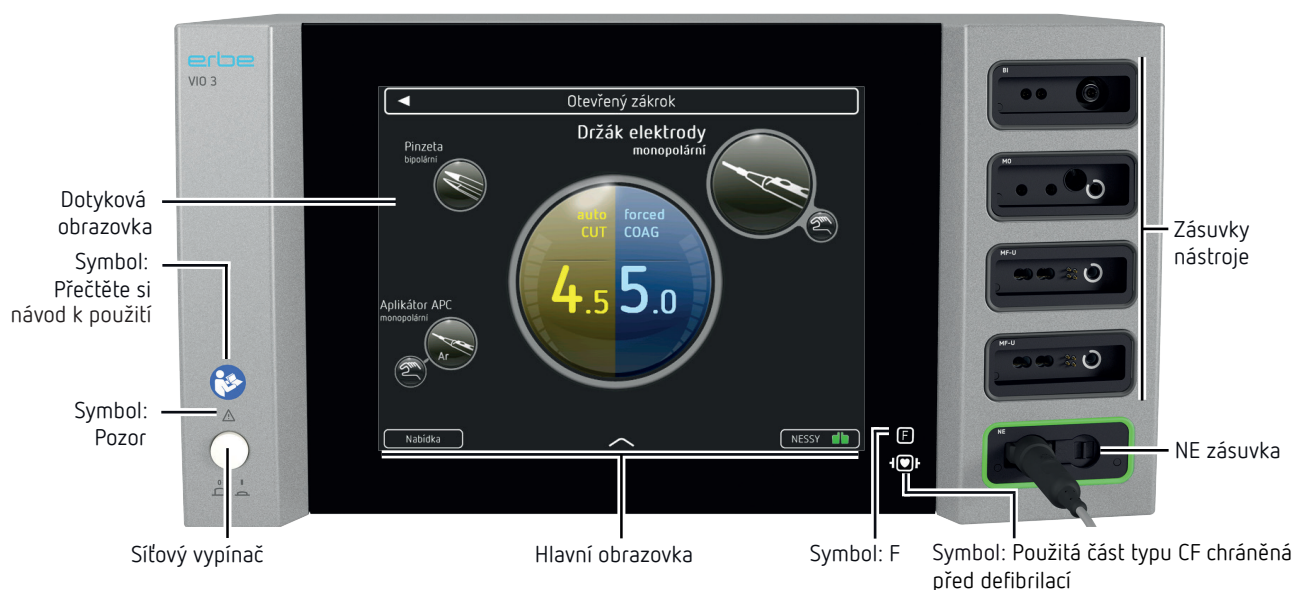 erbe
VIO 3
Otevřený zákrok
Držák elektrody
monopolární
Pinzeta
bipolární
auto
CUT
forced
COAG
4.5
5.0
Aplikátor APC
monopolární
Ar
Nabídka
NESSY
F
BI
MO
MF-U
MF-U
NE
Dotyková
obrazovka
Symbol:
Přečtěte si
návod k použití
Symbol:
Pozor
Síťový vypínač
Hlavní obrazovka
Symbol: F
Symbol: Použitá část typu CF chráněná
před defibrilací
Zásuvky
nástroje
NE zásuvka